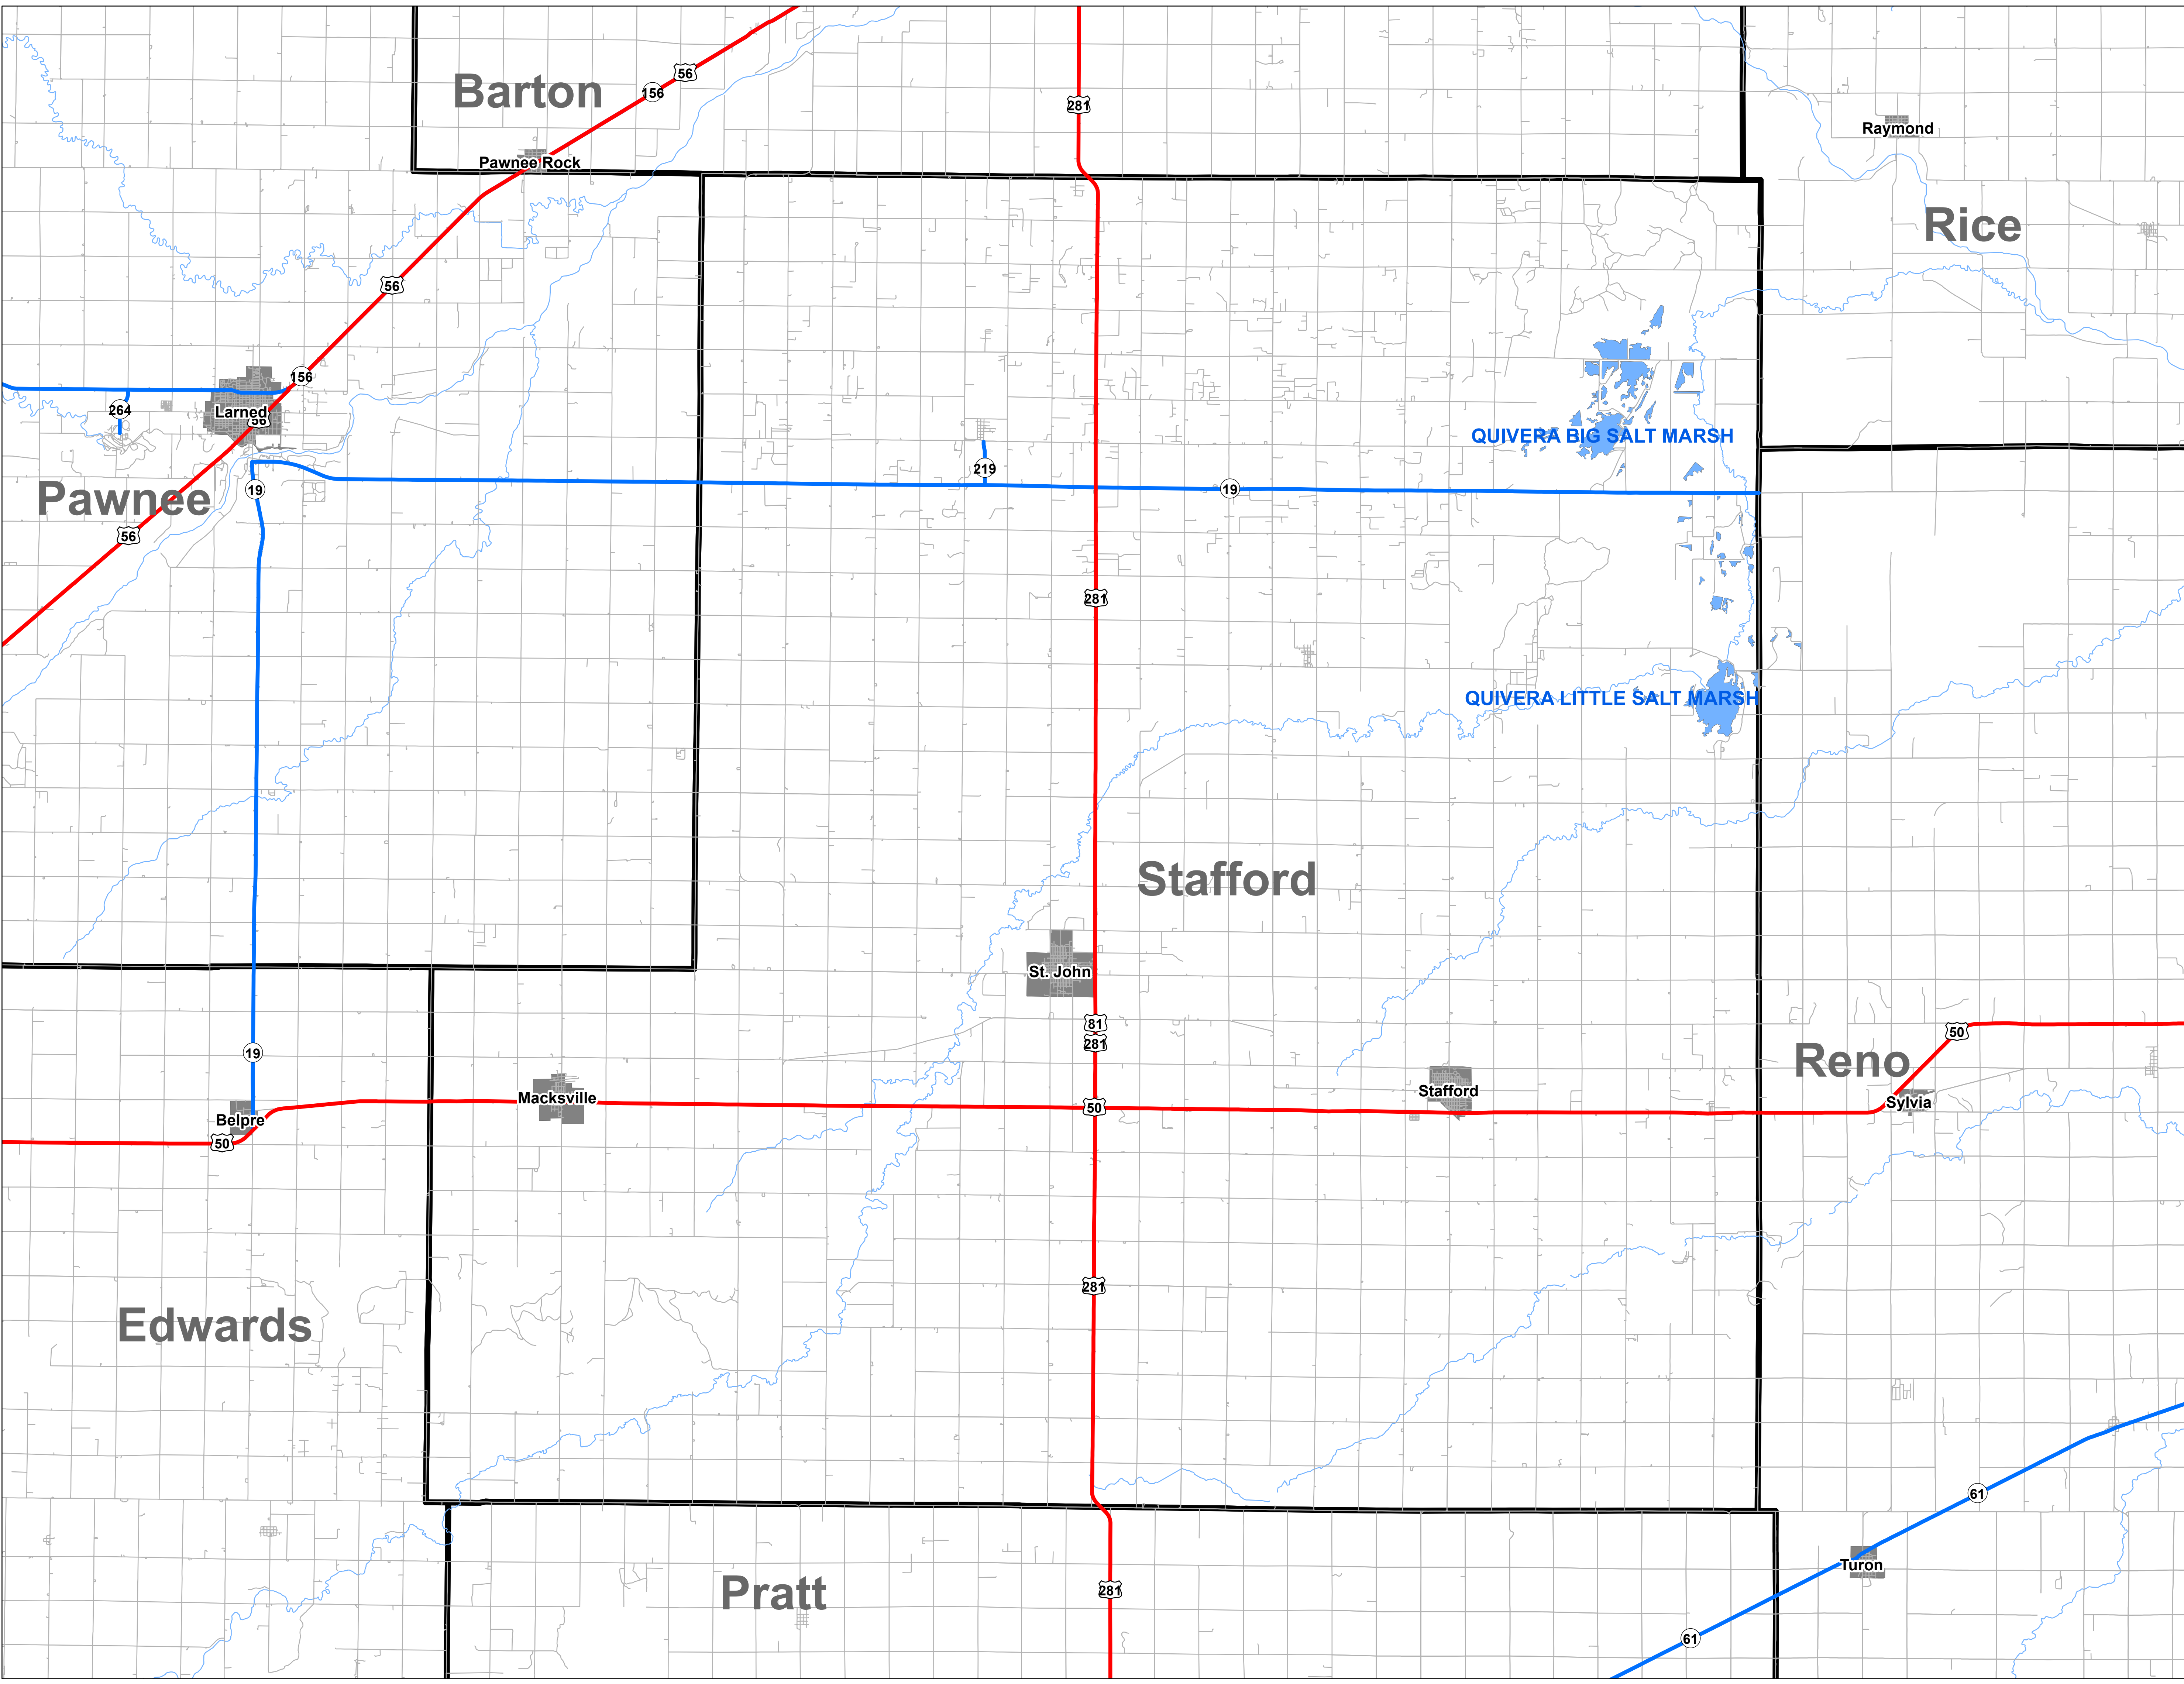 56
Barton
156
281
Raymond
Pawnee Rock
Rice
56
156
264
Larned
56
QUIVERA BIG SALT MARSH
219
19
19
Pawnee
56
281
QUIVERA LITTLE SALT MARSH
Stafford
St. John
81
281
50
19
Reno
Stafford
Macksville
Sylvia
50
Belpre
50
281
Edwards
61
Turon
Pratt
281
61